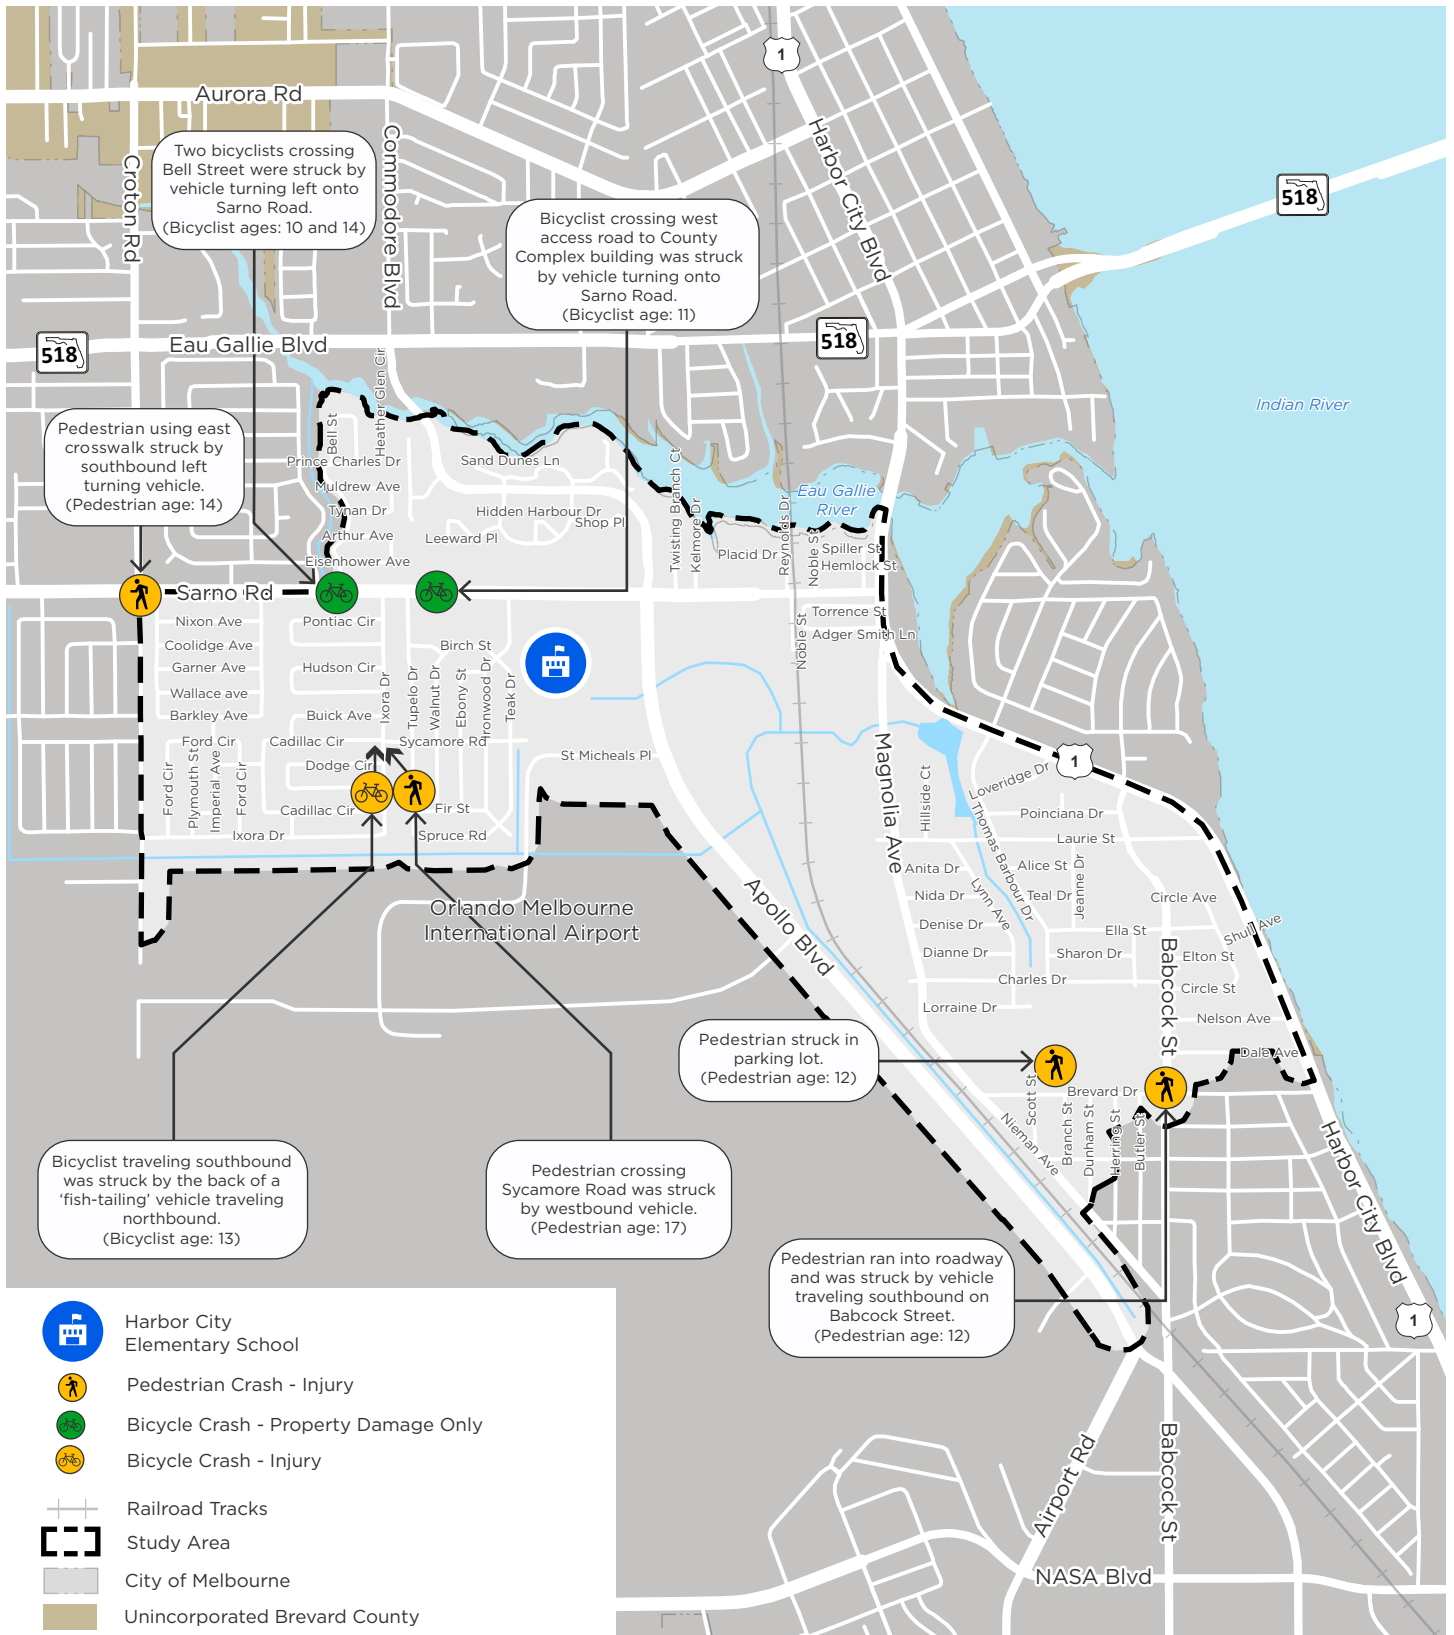 1
Aurora Rd
Croton Rd
Commodore Blvd
Harbor City Blvd
518
Two bicyclists crossing
Bell Street were struck by
vehicle turning left onto
Sarno Road.
(Bicyclist ages: 10 and 14)
Bicyclist crossing west
access road to County
Complex building was struck
by vehicle turning onto
Sarno Road.
(Bicyclist age: 11)
518
Eau Gallie Blvd
518
Indian River
Pedestrian using east
crosswalk struck by
southbound left
turning vehicle.
(Pedestrian age: 14)
Bell St
Heather Glen Cir
Prince Charles Dr
Sand Dunes Ln
Muldrew Ave
Tynan Dr
Hidden Harbour Dr
Shop Pl
Arthur Ave
Leeward Pl
Eisenhower Ave
Twisting Branch Ct
Kelmore Dr
Placid Dr
Reynolds Dr
Noble St
Eau Gallie
River
Spiller St
Hemlock St
Sarno Rd
Nixon Ave
Pontiac Cir
Torrence St
Adger Smith Ln
Noble St
Coolidge Ave
Birch St
Garner Ave
Hudson Cir
Wallace ave
Barkley Ave
Buick Ave
Ixora Dr
Tupelo Dr
Walnut Dr
Ebony St
Ironwood Dr
Teak Dr
Ford Cir
Cadillac Cir
Sycamore Rd
St Micheals Pl
Dodge Cir
Ford Cir
Plymouth St
Imperial Ave
Ford Cir
Cadillac Cir
Fir St
Ixora Dr
Spruce Rd
Magnolia Ave
Hillside Ct
1
Loveridge Dr
Poinciana Dr
Laurie St
Thomas Barbour Dr
Anita Dr
Alice St
Nida Dr
Lynn Ave
Teal Dr
Jeanne Dr
Circle Ave
Denise Dr
Ella St
Shull Ave
Dianne Dr
Sharon Dr
Elton St
Charles Dr
Circle St
Lorraine Dr
Nelson Ave
Babcock St
Dale Ave
Orlando Melbourne
International Airport
Apollo Blvd
Pedestrian struck in
parking lot.
(Pedestrian age: 12)
Brevard Dr
Scott St
Nieman Ave
Branch St
Dunham St
Herring St
Butler St
Harbor City Blvd
Bicyclist traveling southbound
was struck by the back of a
‘fish-tailing’ vehicle traveling
northbound.
(Bicyclist age: 13)
Pedestrian crossing
Sycamore Road was struck
by westbound vehicle.
(Pedestrian age: 17)
Pedestrian ran into roadway
and was struck by vehicle
traveling southbound on
Babcock Street.
(Pedestrian age: 12)
1
Airport Rd
Babcock St
NASA Blvd
Harbor City
Elementary School
Pedestrian Crash - Injury
Bicycle Crash - Property Damage Only
Bicycle Crash - Injury
Railroad Tracks
Study Area
City of Melbourne
Unincorporated Brevard County